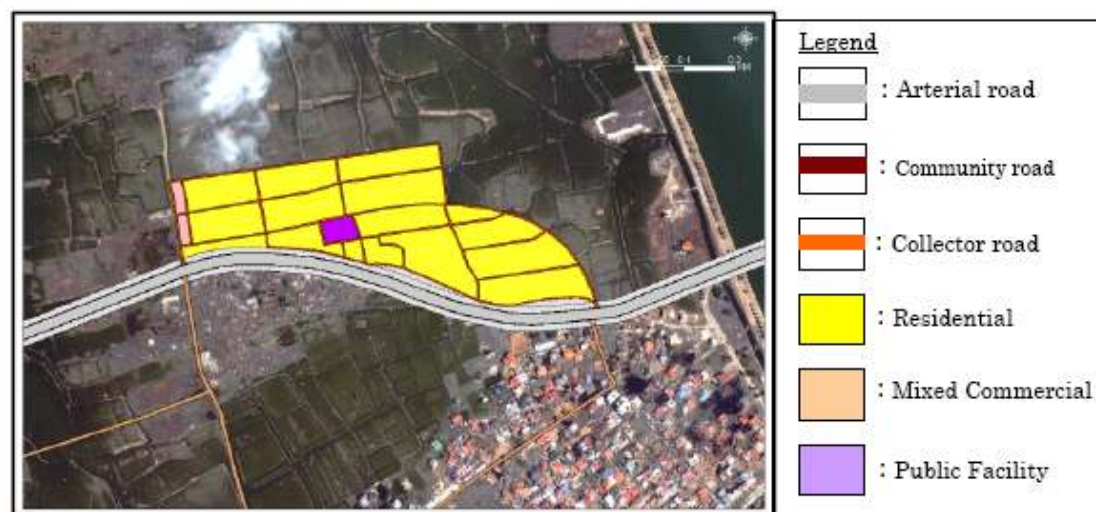 Legend
: Arterial road
: Community road
: Collector road
: Residential
: Mixed Commercial
: Public Facility